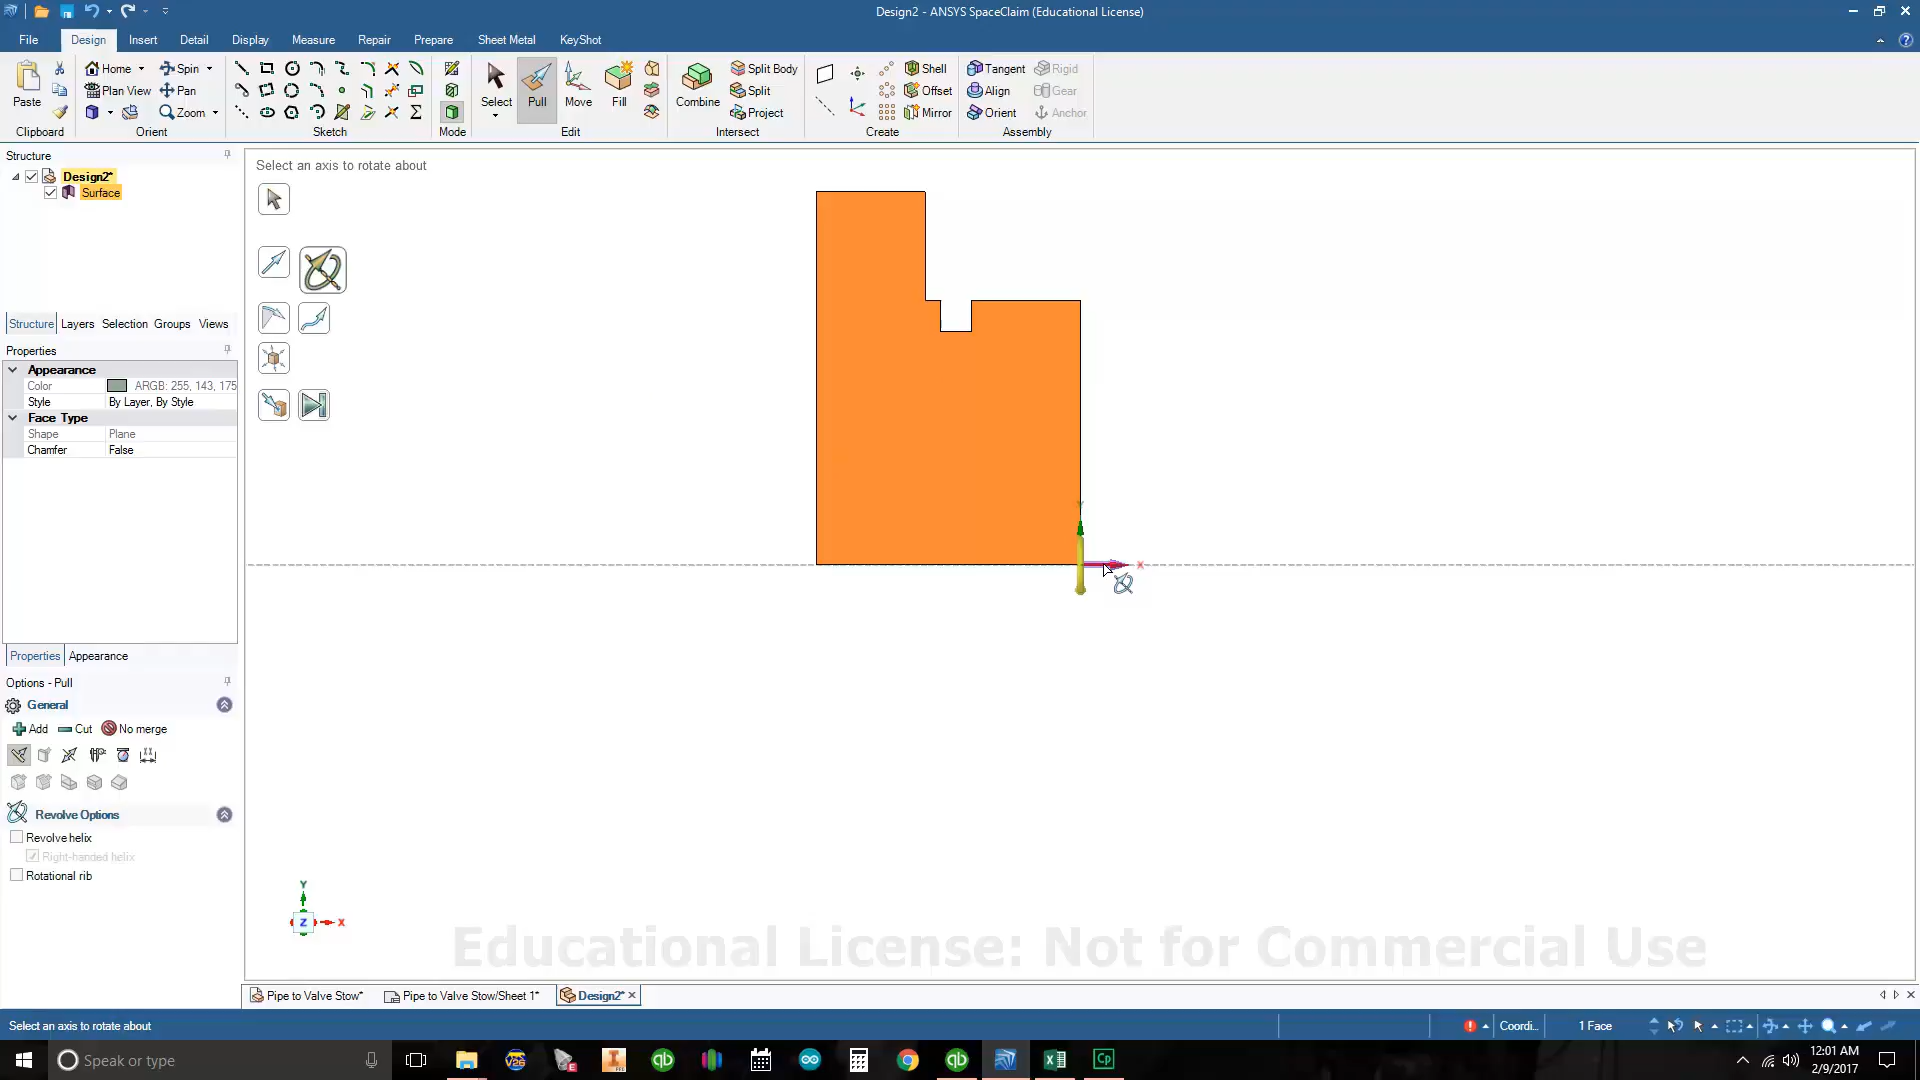 Design2 - ANSYS SpaceClaim (Educational License)
File Design Insert Detail Display Measure Repair Prepare Sheet Metal KeyShot
Home Spin Split Body Shell Tangent Rigid
Paste Plan View Pan Select Pull Move Fill Combine Split Offset Align Gear
Zoom Project Mirror Orient Anchor
Clipboard Orient Sketch Mode Edit Intersect Create Assembly
Structure
Select an axis to rotate about
Design2*
Surface
Structure Layers Selection Groups Views
Properties
Appearance
Color ARGB: 255, 143, 175
Style By Layer, By Style
Face Type
Shape Plane
Chamfer False
Y
X
Properties Appearance
Options - Pull
General
Add Cut No merge
Revolve Options
Revolve helix
Right-handed helix
Rotational rib
Y
Z X
Educational License: Not for Commercial Use
Pipe to Valve Stow* Pipe to Valve Stow/Sheet 1* Design2*
Select an axis to rotate about Coordi... 1 Face
Speak or type
V26
PRE
qb
qb
Cp
12:01 AM
2/9/2017